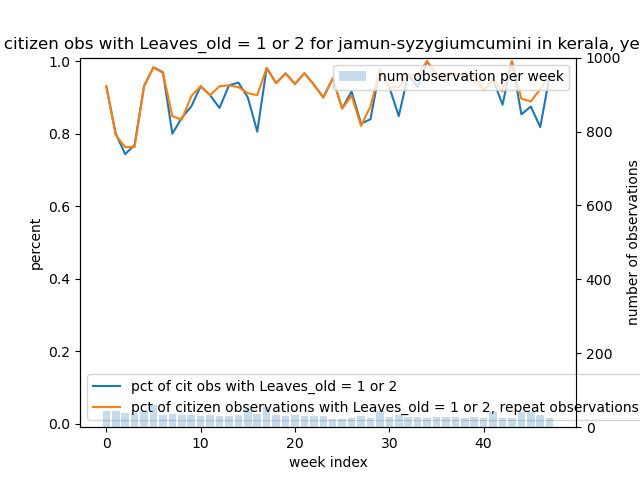 citizen obs with Leaves_old = 1 or 2 for jamun-syzygiumcumini in kerala, ye
num observation per week
1.0
0.8
0.6
0.4
0.2
0.0
percent
1000
800
600
400
200
0
number of observations
pct of cit obs with Leaves_old = 1 or 2
pct of citizen observations with Leaves_old = 1 or 2, repeat observations
0
10
20
30
40
week index